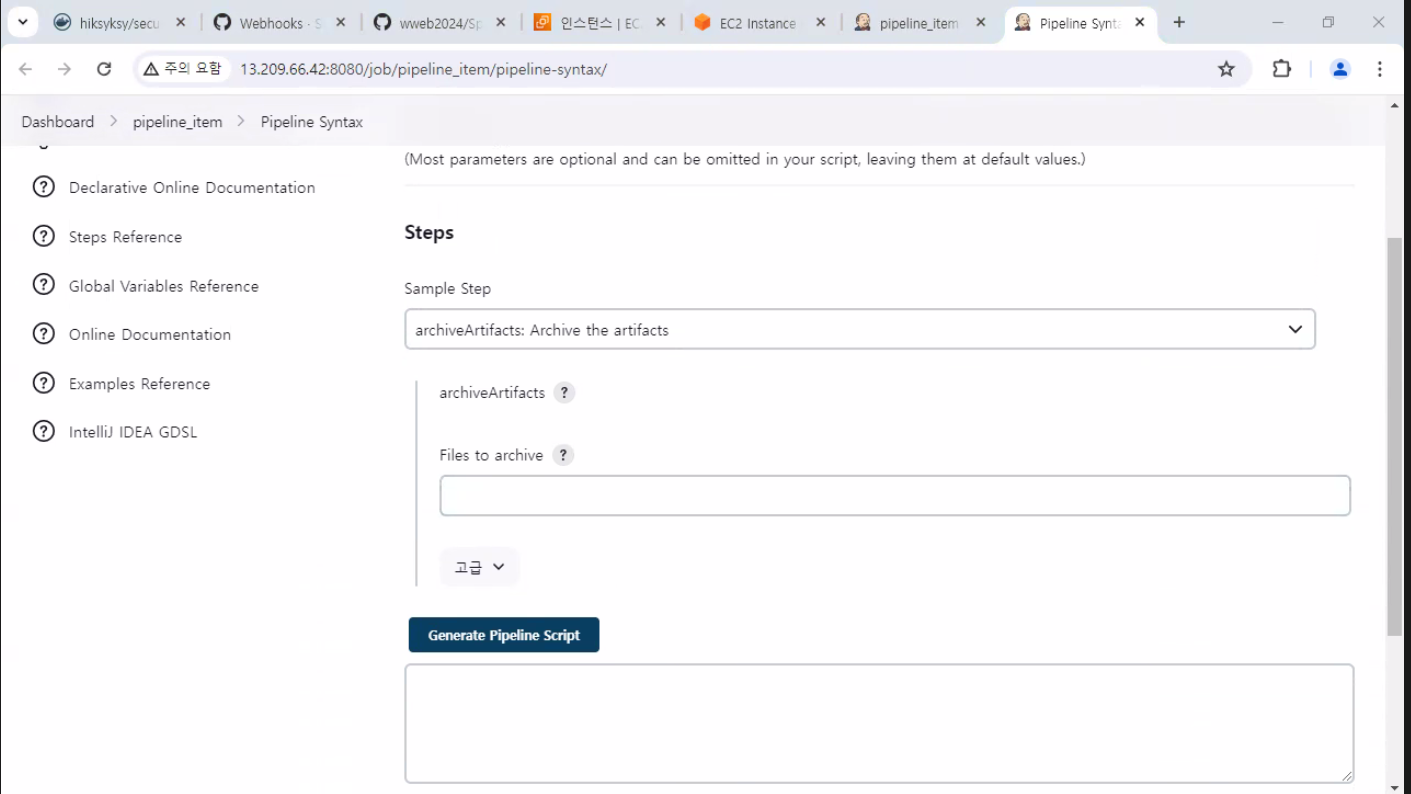 hiksyksy/secu
Webhooks · S
wweb2024/Sp
인스턴스 | EC
EC2 Instance
pipeline_item
Pipeline Synta
주의 요함
13.209.66.42:8080/job/pipeline_item/pipeline-syntax/
Dashboard
pipeline_item
Pipeline Syntax
(Most parameters are optional and can be omitted in your script, leaving them at default values.)
Declarative Online Documentation
Steps Reference
Global Variables Reference
Online Documentation
Examples Reference
IntelliJ IDEA GDSL
Steps
Sample Step
archiveArtifacts: Archive the artifacts
archiveArtifacts ?
Files to archive ?
고급
Generate Pipeline Script